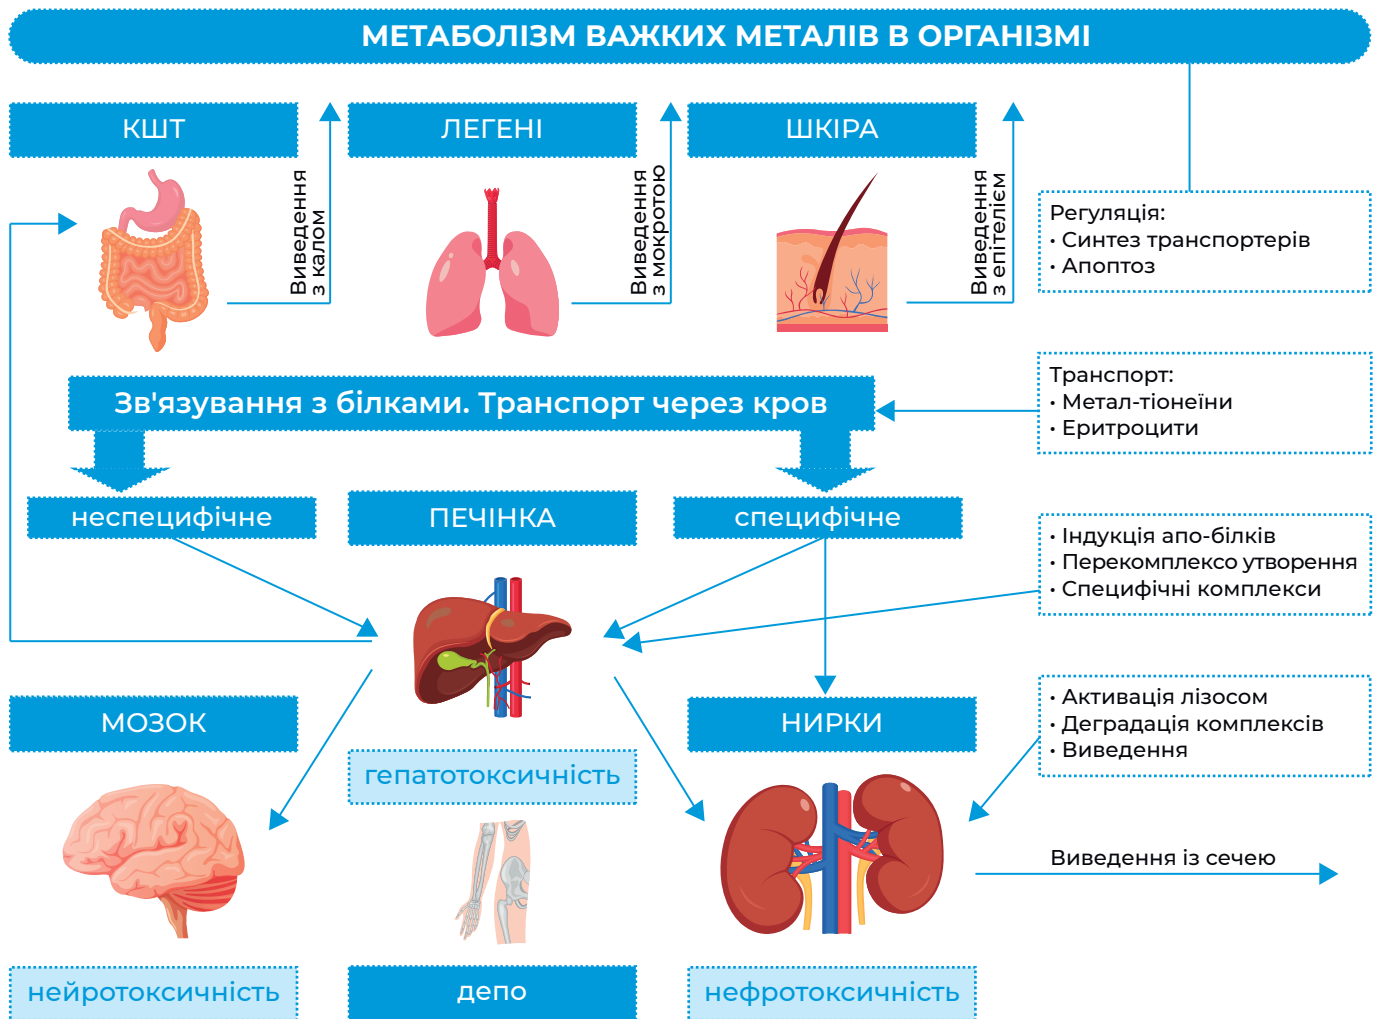 МЕТАБОЛІЗМ ВАЖКИХ МЕТАЛІВ В ОРГАНІЗМІ
КШТ
Виведення
з калом
ЛЕГЕНІ
Виведення
з мокротою
ШКІРА
Виведення
з епітелієм
Регуляція:
• Синтез транспортерів
• Апоптоз
Зв'язування з білками. Транспорт через кров
Транспорт:
• Метал-тіонеїни
• Еритроцити
неспецифічне
ПЕЧІНКА
специфічне
• Індукція апо-білків
• Перекомплексо утворення
• Специфічні комплекси
МОЗОК
НИРКИ
• Активація лізосом
• Деградація комплексів
• Виведення
гепатотоксичність
Виведення із сечею
нейротоксичність
депо
нефротоксичність